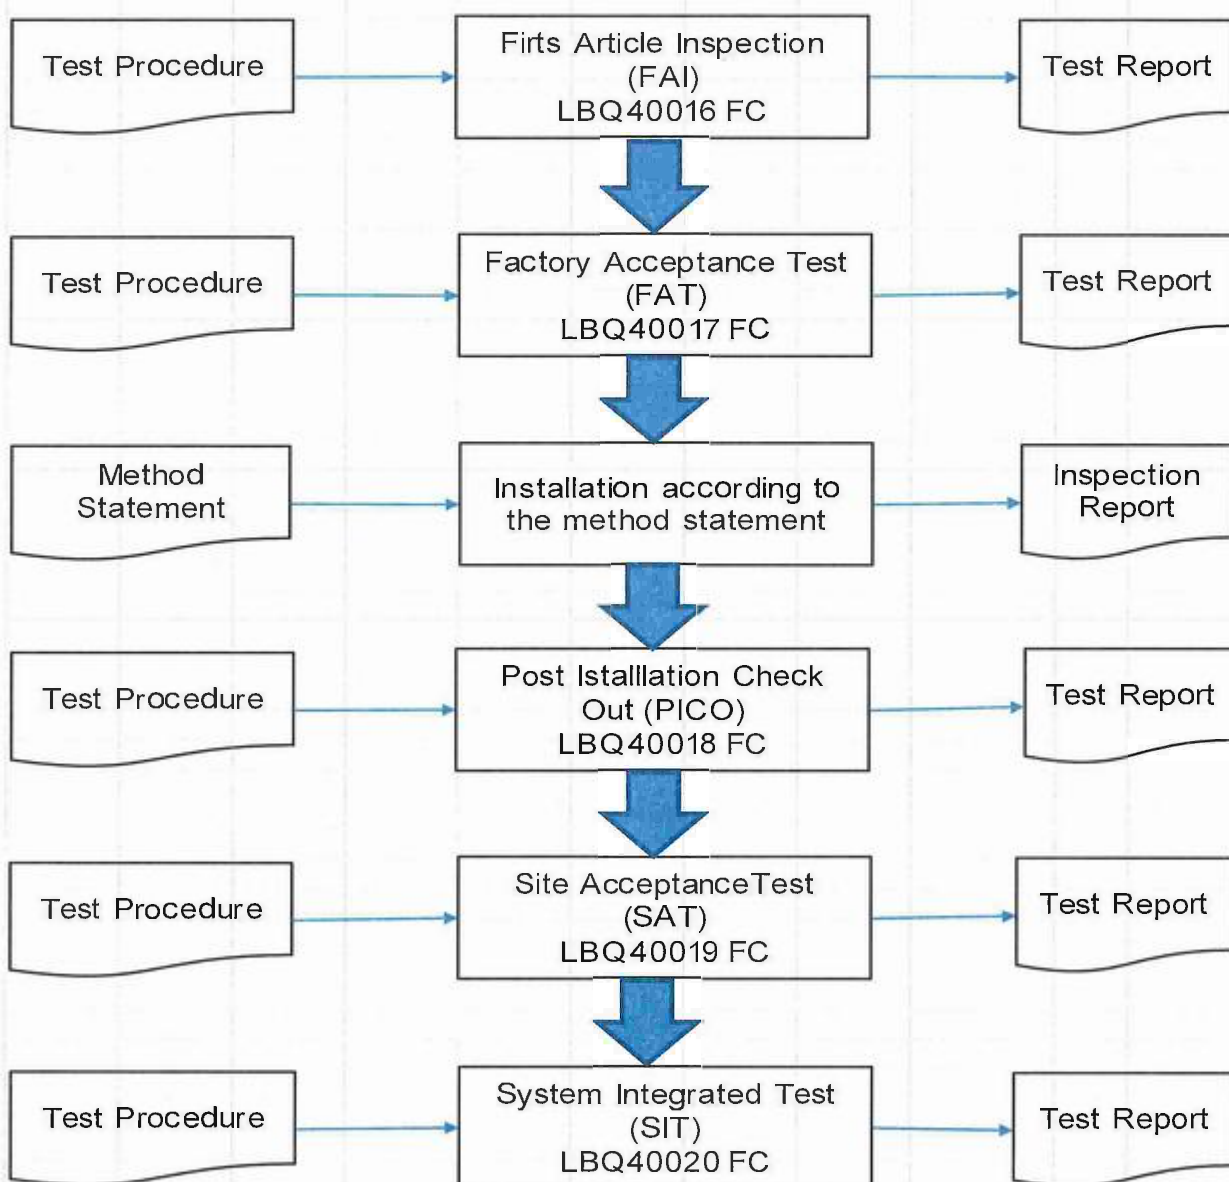 Test Procedure
Firts Article Inspection
(FAI)
LBQ40016 FC
Test Report
Test Procedure
Factory Acceptance Test
(FAT)
LBQ40017 FC
Test Report
Method
Statement
Installation according to
the method statement
Inspection
Report
Test Procedure
Post Istalllation Check
Out (PICO)
LBQ40018 FC
Test Report
Test Procedure
Site AcceptanceTest
(SAT)
LBQ40019 FC
Test Report
Test Procedure
System Integrated Test
(SIT)
LBQ40020 FC
Test Report